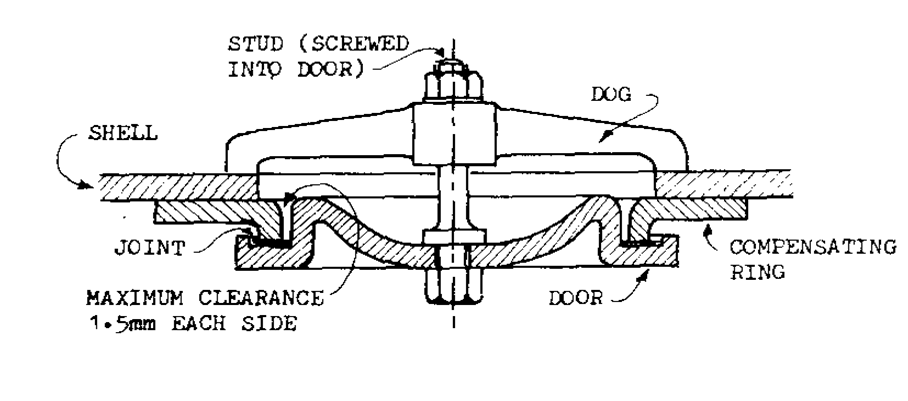 STUD (SCREWED
INTO DOOR)
DOG
SHELL
JOINT
COMPENSATING
RING
MAXIMUM CLEARANCE
1.5mm EACH SIDE
DOOR